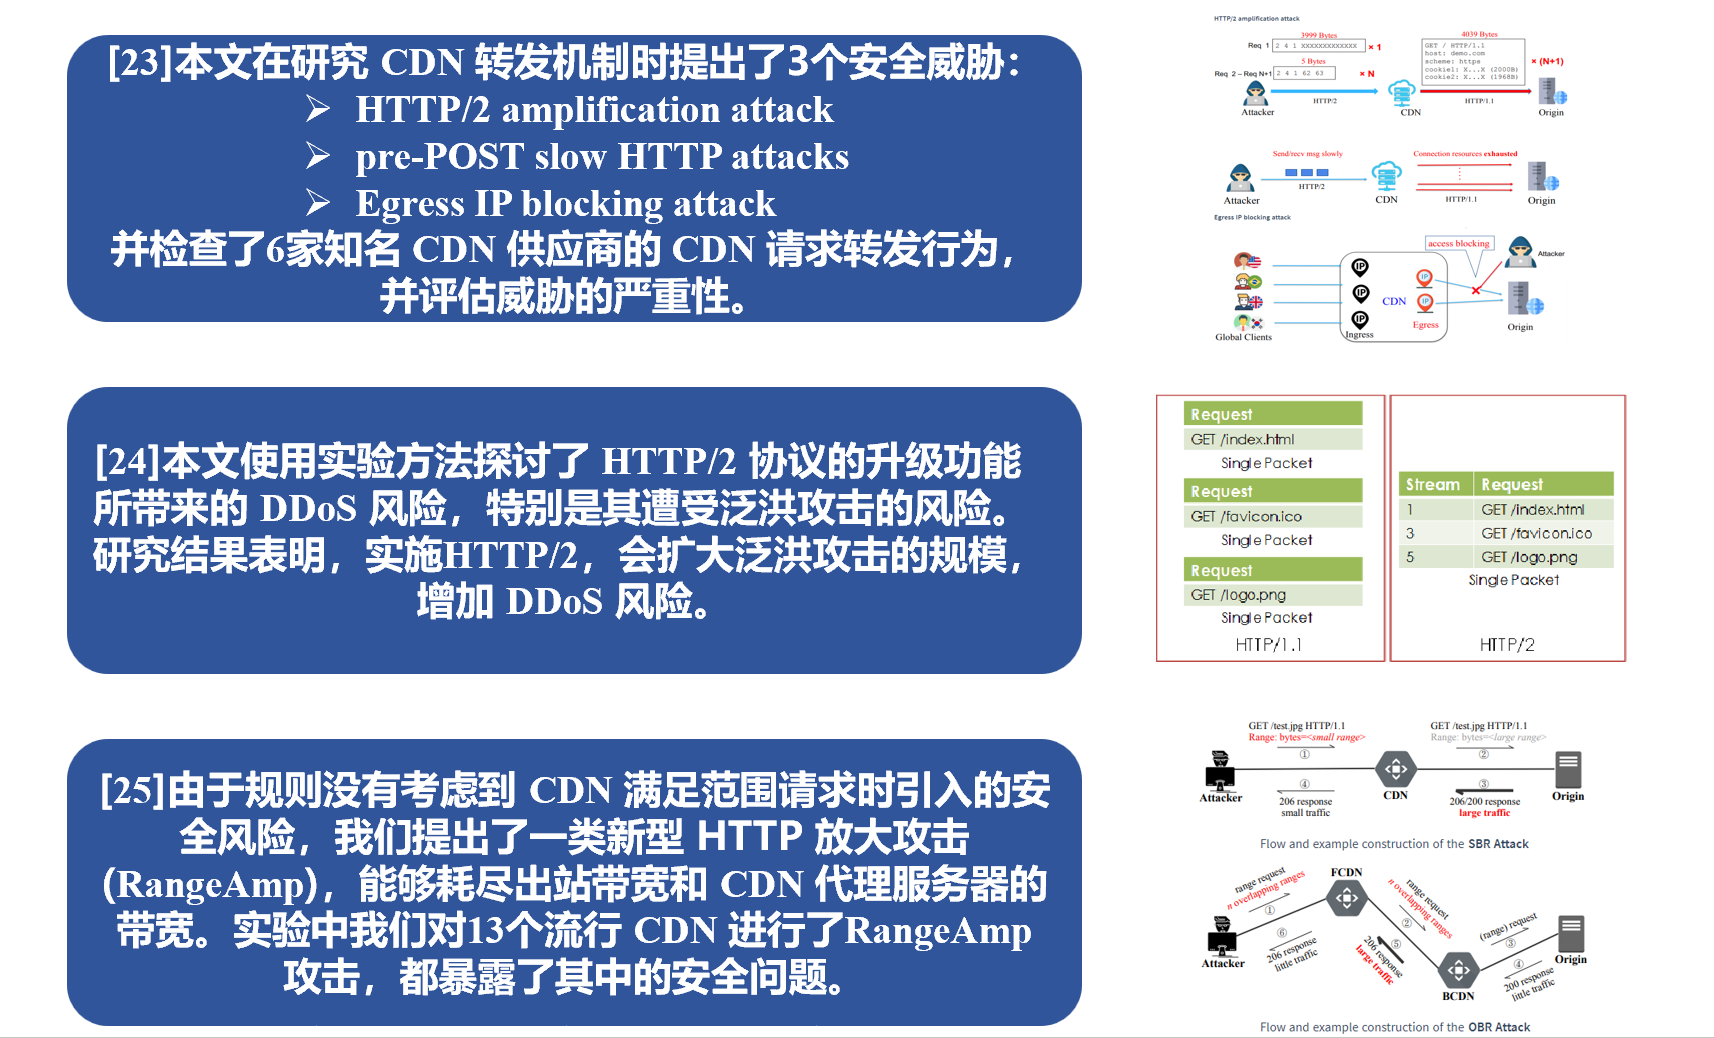 [23]本文在研究 CDN 转发机制时提出了3个安全威胁：
➢ HTTP/2 amplification attack
➢ pre-POST slow HTTP attacks
➢ Egress IP blocking attack
并检查了6家知名 CDN 供应商的 CDN 请求转发行为，
并评估威胁的严重性。
HTTP/2 amplification attack
3999 Bytes
4039 Bytes
Req 1
2 4 1 XXXXXXXXXXXXX
× 1
GET / HTTP/1.1
host: demo.com
scheme: https
cookie1: X...X (2000B)
cookie2: X...X (1968B)
× (N+1)
5 Bytes
Req 2 – Req N+1
2 4 1 62 63
× N
HTTP/2
HTTP/1.1
Attacker
CDN
Origin
Send/recv msg slowly
Connection resources exhausted
HTTP/2
HTTP/1.1
Attacker
CDN
Origin
Egress IP blocking attack
access blocking
Attacker
IP
IP
IP
IP
IP
CDN
Egress
Ingress
Origin
Global Clients
[24]本文使用实验方法探讨了 HTTP/2 协议的升级功能
所带来的 DDoS 风险，特别是其遭受泛洪攻击的风险。
研究结果表明，实施HTTP/2，会扩大泛洪攻击的规模，
增加 DDoS 风险。
Request
GET /index.html
Single Packet
Request
GET /favicon.ico
Single Packet
Request
GET /logo.png
Single Packet
HTTP/1.1
Stream Request
1 GET /index.html
3 GET /favicon.ico
5 GET /logo.png
Single Packet
HTTP/2
[25]由于规则没有考虑到 CDN 满足范围请求时引入的安
全风险，我们提出了一类新型 HTTP 放大攻击
(RangeAmp)，能够耗尽出站带宽和 CDN 代理服务器的
带宽。实验中我们对13个流行 CDN 进行了RangeAmp
攻击，都暴露了其中的安全问题。
GET /test.jpg HTTP/1.1
Range: bytes=<small range>
①
GET /test.jpg HTTP/1.1
Range: bytes=<large range>
②
④
206 response
small traffic
③
206/200 response
large traffic
Attacker
CDN
Origin
Flow and example construction of the SBR Attack
FCDN
range request
n overlapping ranges
①
range request
n overlapping ranges
②
(range) request
③
⑥
206 response
little traffic
⑤
206 response
large traffic
④
200 response
little traffic
Attacker
Origin
BCDN
Flow and example construction of the OBR Attack